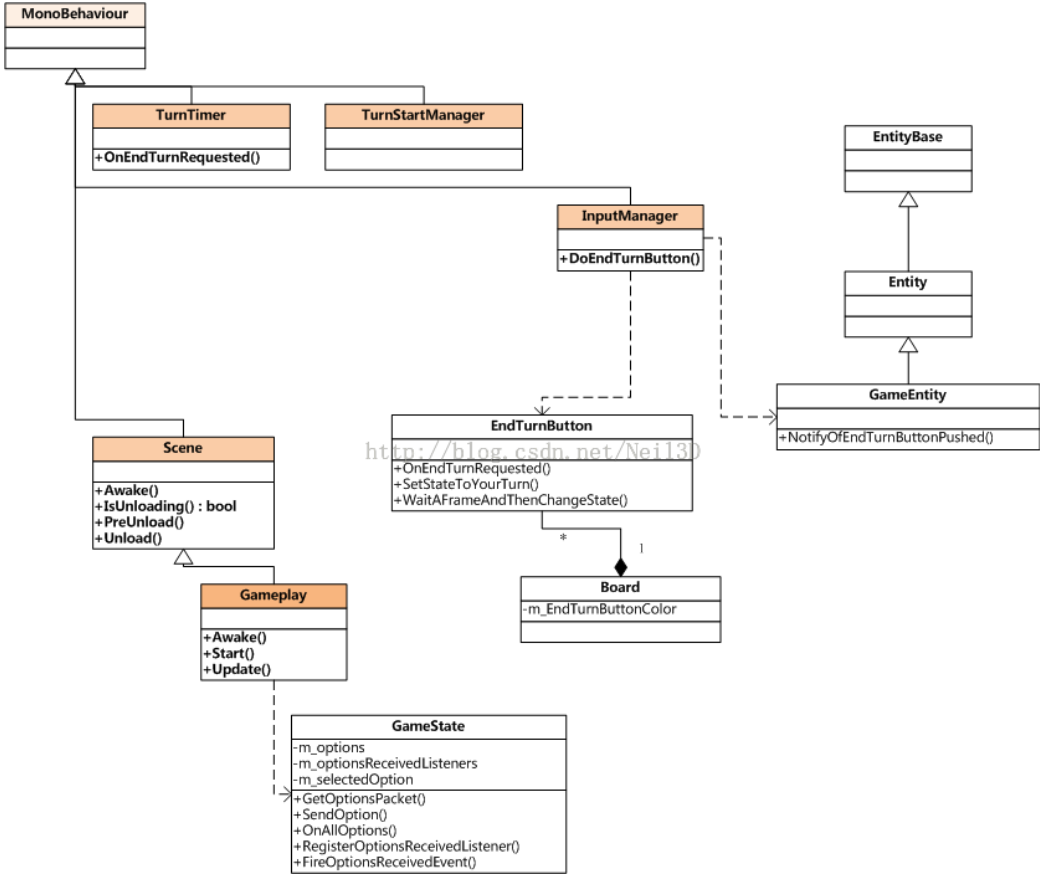 MonoBehaviour
TurnTimer
+OnEndTurnRequested()
TurnStartManager
EntityBase
InputManager
+DoEndTurnButton()
Entity
GameEntity
+NotifyOfEndTurnButtonPushed()
EndTurnButton
http://blog.csdn.net/Neil3D
+OnEndTurnRequested()
+SetStateToYourTurn()
+WaitAFrameAndThenChangeState()
Scene
+Awake()
+IsUnloading() : bool
+PreUnload()
+Unload()
*
1
Board
-m_EndTurnButtonColor
Gameplay
+Awake()
+Start()
+Update()
GameState
-m_options
-m_optionsReceivedListeners
-m_selectedOption
+GetOptionsPacket()
+SendOption()
+OnAllOptions()
+RegisterOptionsReceivedListener()
+FireOptionsReceivedEvent()